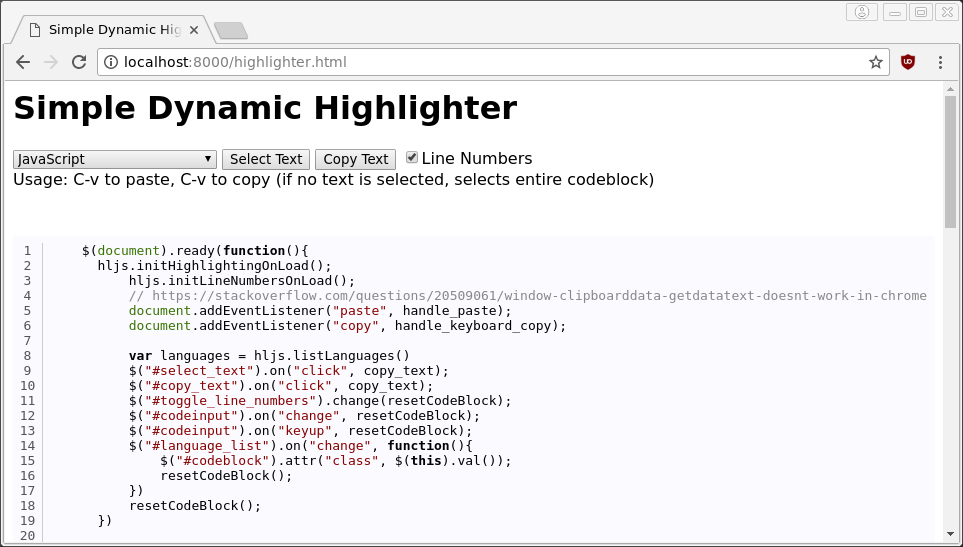 Simple Dynamic Hig
localhost:8000/highlighter.html
Simple Dynamic Highlighter
JavaScript Select Text Copy Text Line Numbers
Usage: C-v to paste, C-v to copy (if no text is selected, selects entire codeblock)
1 $(document).ready(function(){
2 hljs.initHighlightingOnLoad();
3 hljs.initLineNumbersOnLoad();
4 // https://stackoverflow.com/questions/20509061/window-clipboarddata-getdatatext-doesnt-work-in-chrome
5 document.addEventListener("paste", handle_paste);
6 document.addEventListener("copy", handle_keyboard_copy);
7
8 var languages = hljs.listLanguages()
9 $("#select_text").on("click", copy_text);
10 $("#copy_text").on("click", copy_text);
11 $("#toggle_line_numbers").change(resetCodeBlock);
12 $("#codeinput").on("change", resetCodeBlock);
13 $("#codeinput").on("keyup", resetCodeBlock);
14 $("#language_list").on("change", function(){
15 $("#codeblock").attr("class", $(this).val());
16 resetCodeBlock();
17 })
18 resetCodeBlock();
19 })
20